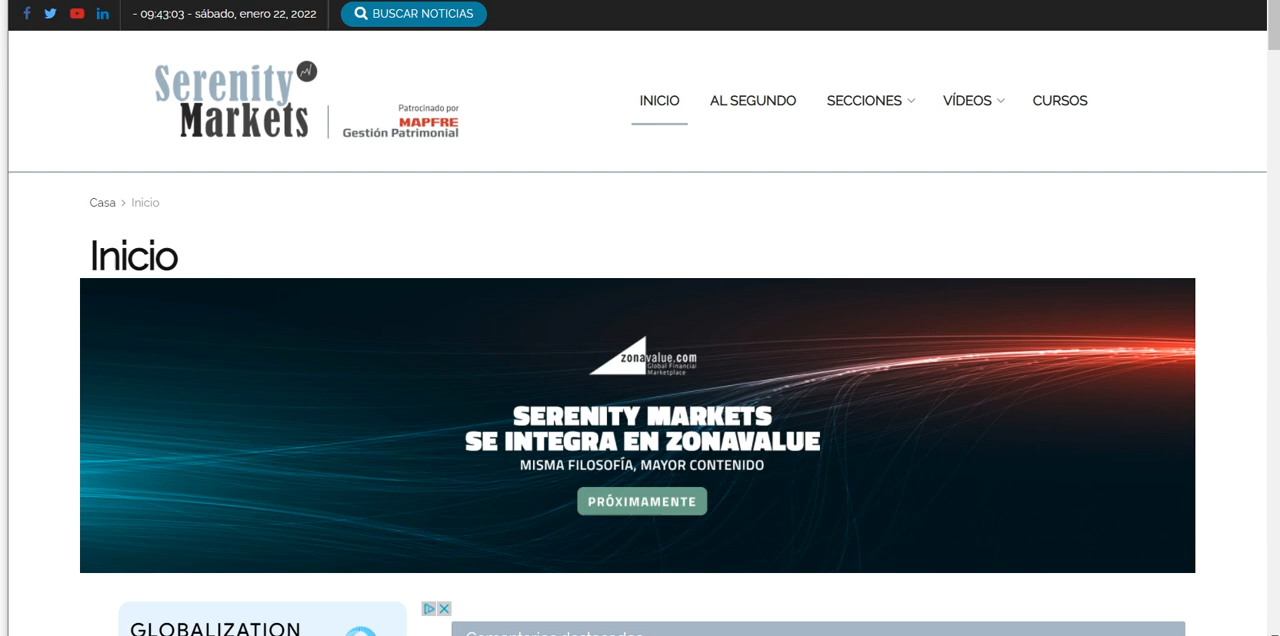 - 09:43:03 - sábado, enero 22, 2022
BUSCAR NOTICIAS
Serenity
Markets
Patrocinado por
MAPFRE
Gestión Patrimonial
INICIO
AL SEGUNDO
SECCIONES
VÍDEOS
CURSOS
Casa > Inicio
Inicio
zonavalue.com
Global Financial
Marketplace
SERENITY MARKETS
SE INTEGRA EN ZONAVALUE
MISMA FILOSOFÍA, MAYOR CONTENIDO
PRÓXIMAMENTE
GLOBALIZATION
Comentarios destacados